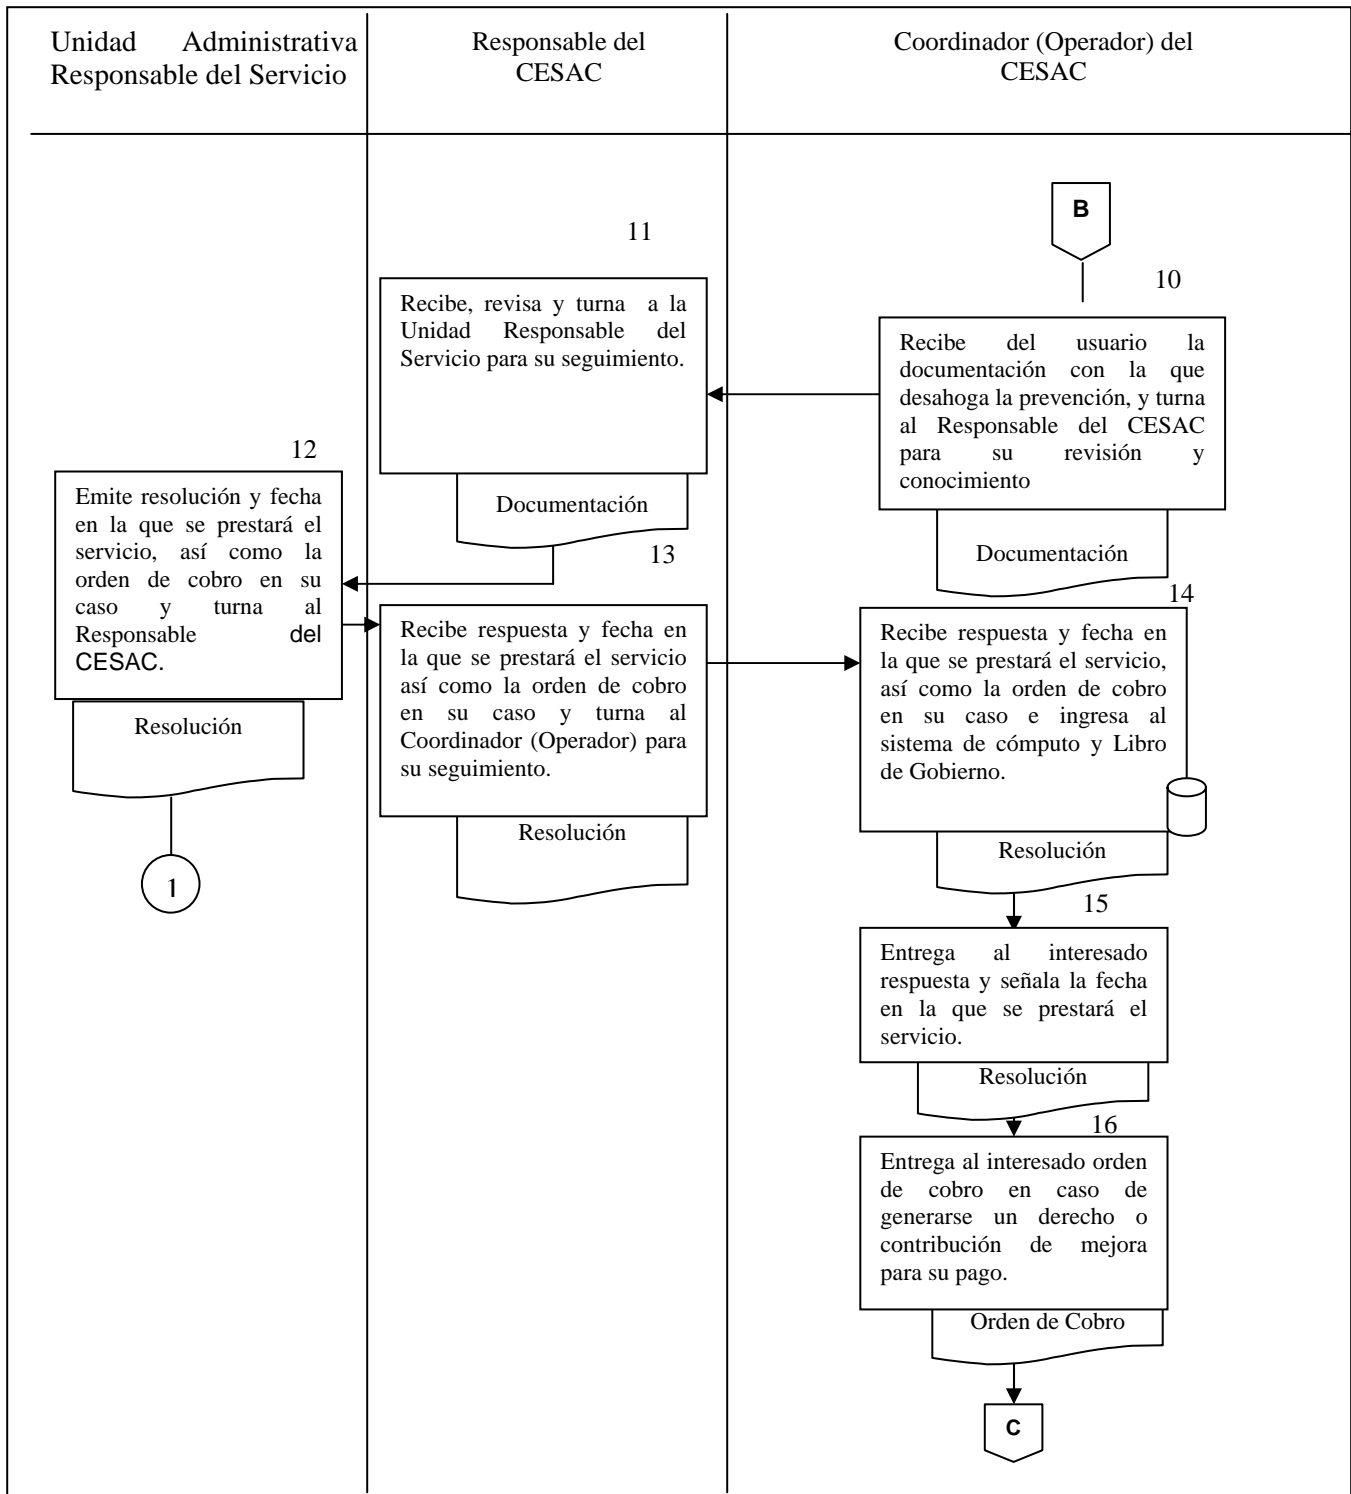 Unidad Administrativa
Responsable del Servicio
Responsable del
CESAC
Coordinador (Operador) del
CESAC
B
10
Recibe del usuario la
documentación con la que
desahoga la prevención, y turna
al Responsable del CESAC
para su revisión y
conocimiento
Documentación
11
Recibe, revisa y turna a la
Unidad Responsable del
Servicio para su seguimiento.
Documentación
12
Emite resolución y fecha
en la que se prestará el
servicio, así como la
orden de cobro en su
caso y turna al
Responsable del
CESAC.
Resolución
1
13
Recibe respuesta y fecha en
la que se prestará el servicio
así como la orden de cobro
en su caso y turna al
Coordinador (Operador) para
su seguimiento.
Resolución
14
Recibe respuesta y fecha en
la que se prestará el servicio,
así como la orden de cobro
en su caso e ingresa al
sistema de cómputo y Libro
de Gobierno.
Resolución
15
Entrega al interesado
respuesta y señala la fecha
en la que se prestará el
servicio.
Resolución
16
Entrega al interesado orden
de cobro en caso de
generarse un derecho o
contribución de mejora
para su pago.
Orden de Cobro
C